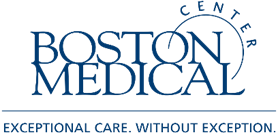 BOSTON
MEDICAL
CENTER
EXCEPTIONAL CARE. WITHOUT EXCEPTION.